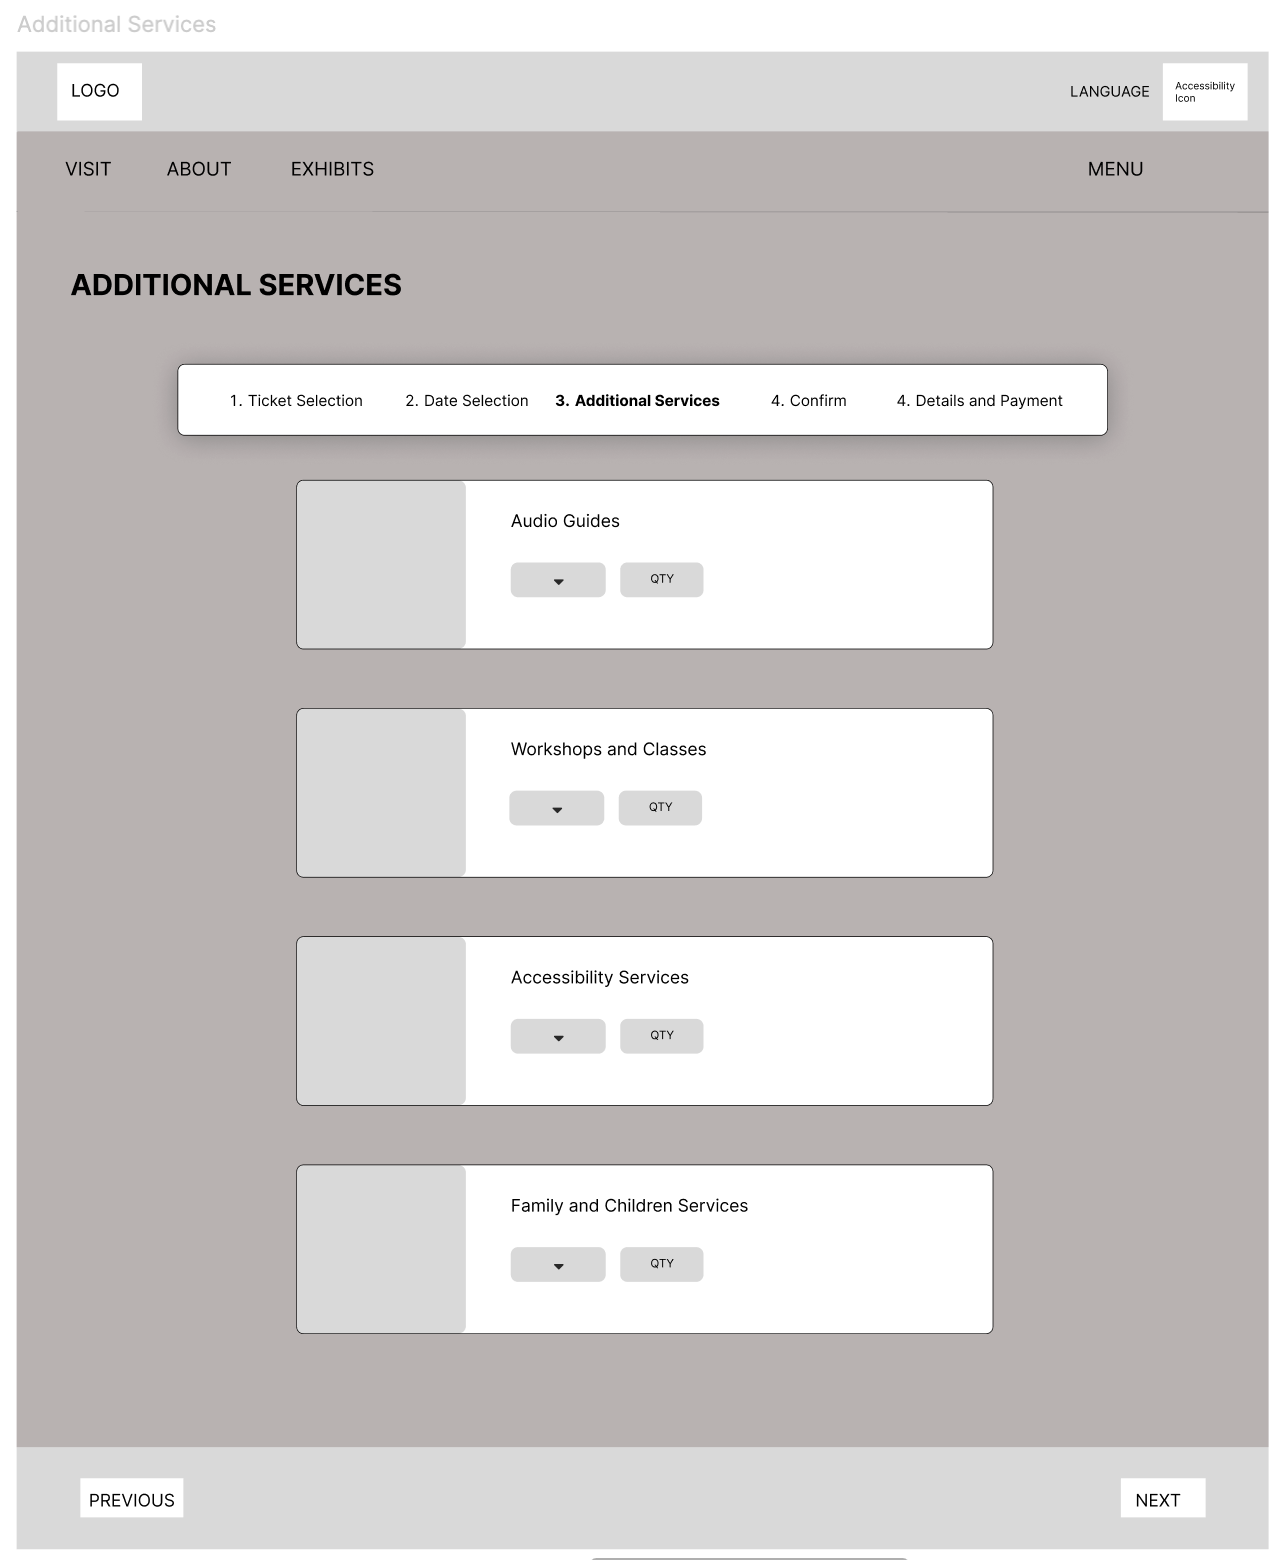 Additional Services
LOGO
LANGUAGE
Accessibility
Icon
VISIT
ABOUT
EXHIBITS
MENU
ADDITIONAL SERVICES
1. Ticket Selection
2. Date Selection
3. Additional Services
4. Confirm
4. Details and Payment
Audio Guides
QTY
Workshops and Classes
QTY
Accessibility Services
QTY
Family and Children Services
QTY
PREVIOUS
NEXT